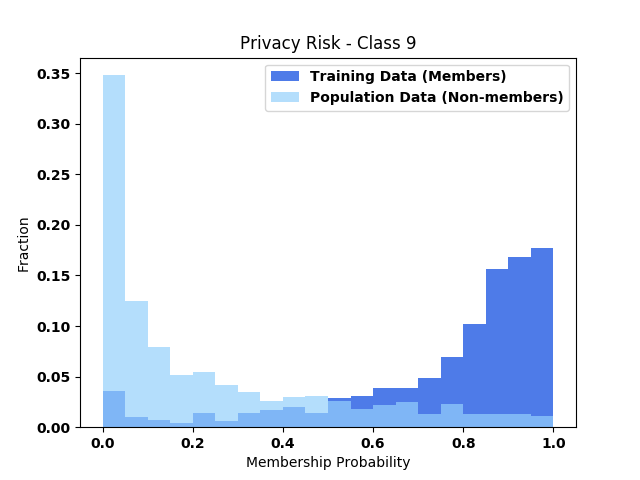 Privacy Risk - Class 9
Training Data (Members)
Population Data (Non-members)
Fraction
0.35
0.30
0.25
0.20
0.15
0.10
0.05
0.00
0.0 0.2 0.4 0.6 0.8 1.0
Membership Probability